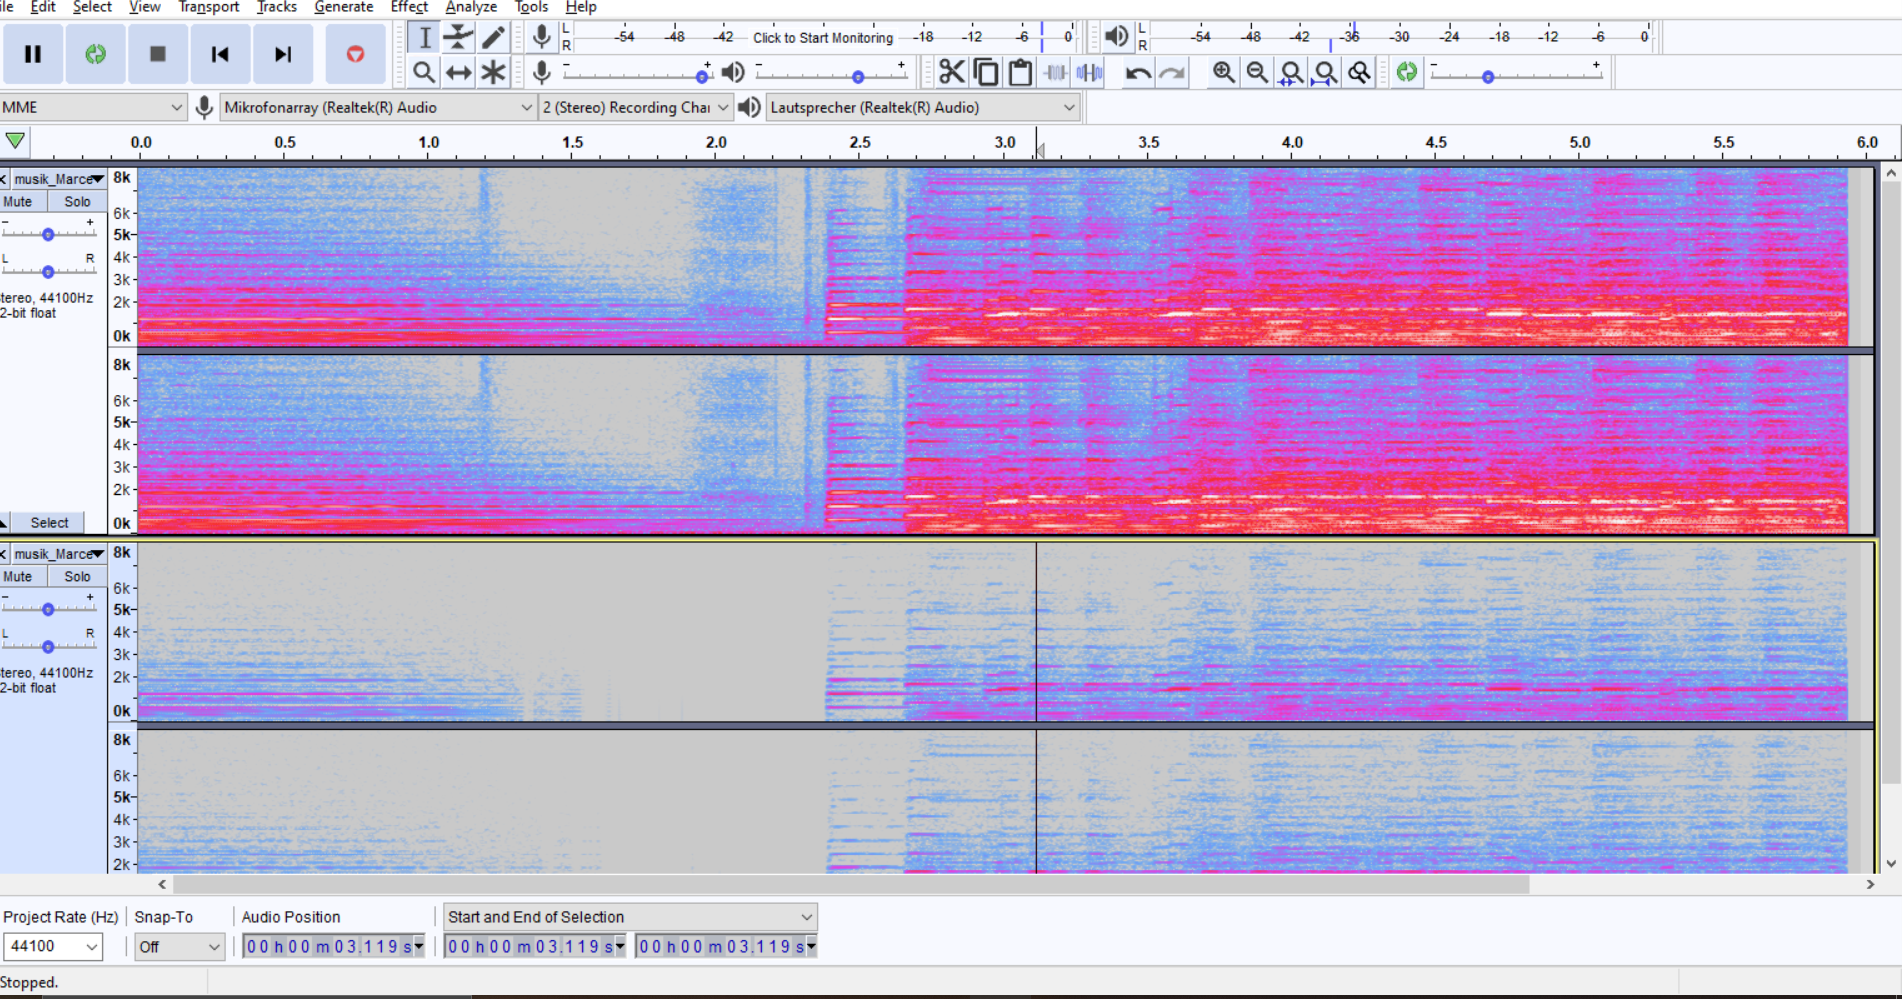 ile Edit Select View Transport Tracks Generate Effect Analyze Tools Help
L R -54 -48 -42 Click to Start Monitoring -18 -12 -6 0
L R -54 -48 -42 -36 -30 -24 -18 -12 -6 0
- + - + - +
MME Mikrofonarray (Realtek(R) Audio 2 (Stereo) Recording Chai Lautsprecher (Realtek(R) Audio)
0.0 0.5 1.0 1.5 2.0 2.5 3.0 3.5 4.0 4.5 5.0 5.5 6.0
musik_Marce 8k
Mute Solo
- + 6k
5k
L R 4k
3k
tereo, 44100Hz 2k
2-bit float
0k
8k
6k
5k
4k
3k
2k
Select 0k
musik_Marce 8k
Mute Solo
- + 6k
5k
L R 4k
3k
tereo, 44100Hz 2k
2-bit float
0k
8k
6k
5k
4k
3k
2k
Project Rate (Hz) Snap-To Audio Position Start and End of Selection
44100 Off 00 h 00 m 03.119 s 00 h 00 m 03.119 s 00 h 00 m 03.119 s
Stopped.